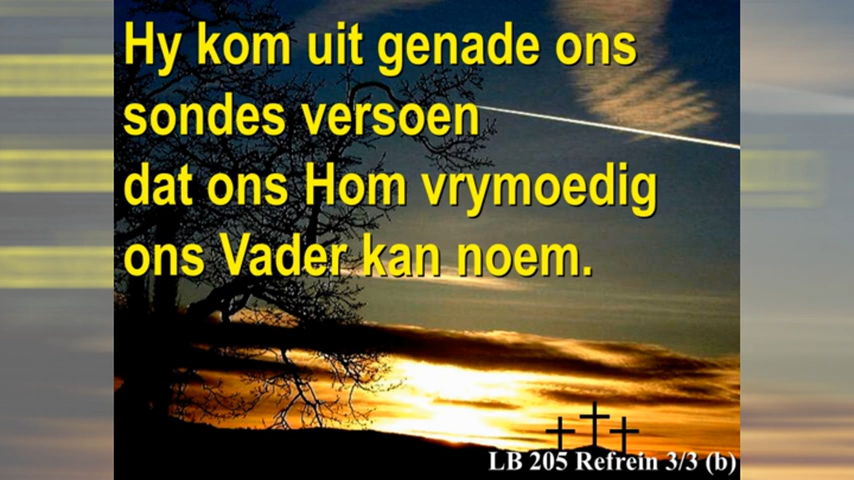 Hy kom uit genade ons
sondes versoen
dat ons Hom vrymoedig
ons Vader kan noem.
LB 205 Refrein 3/3 (b)